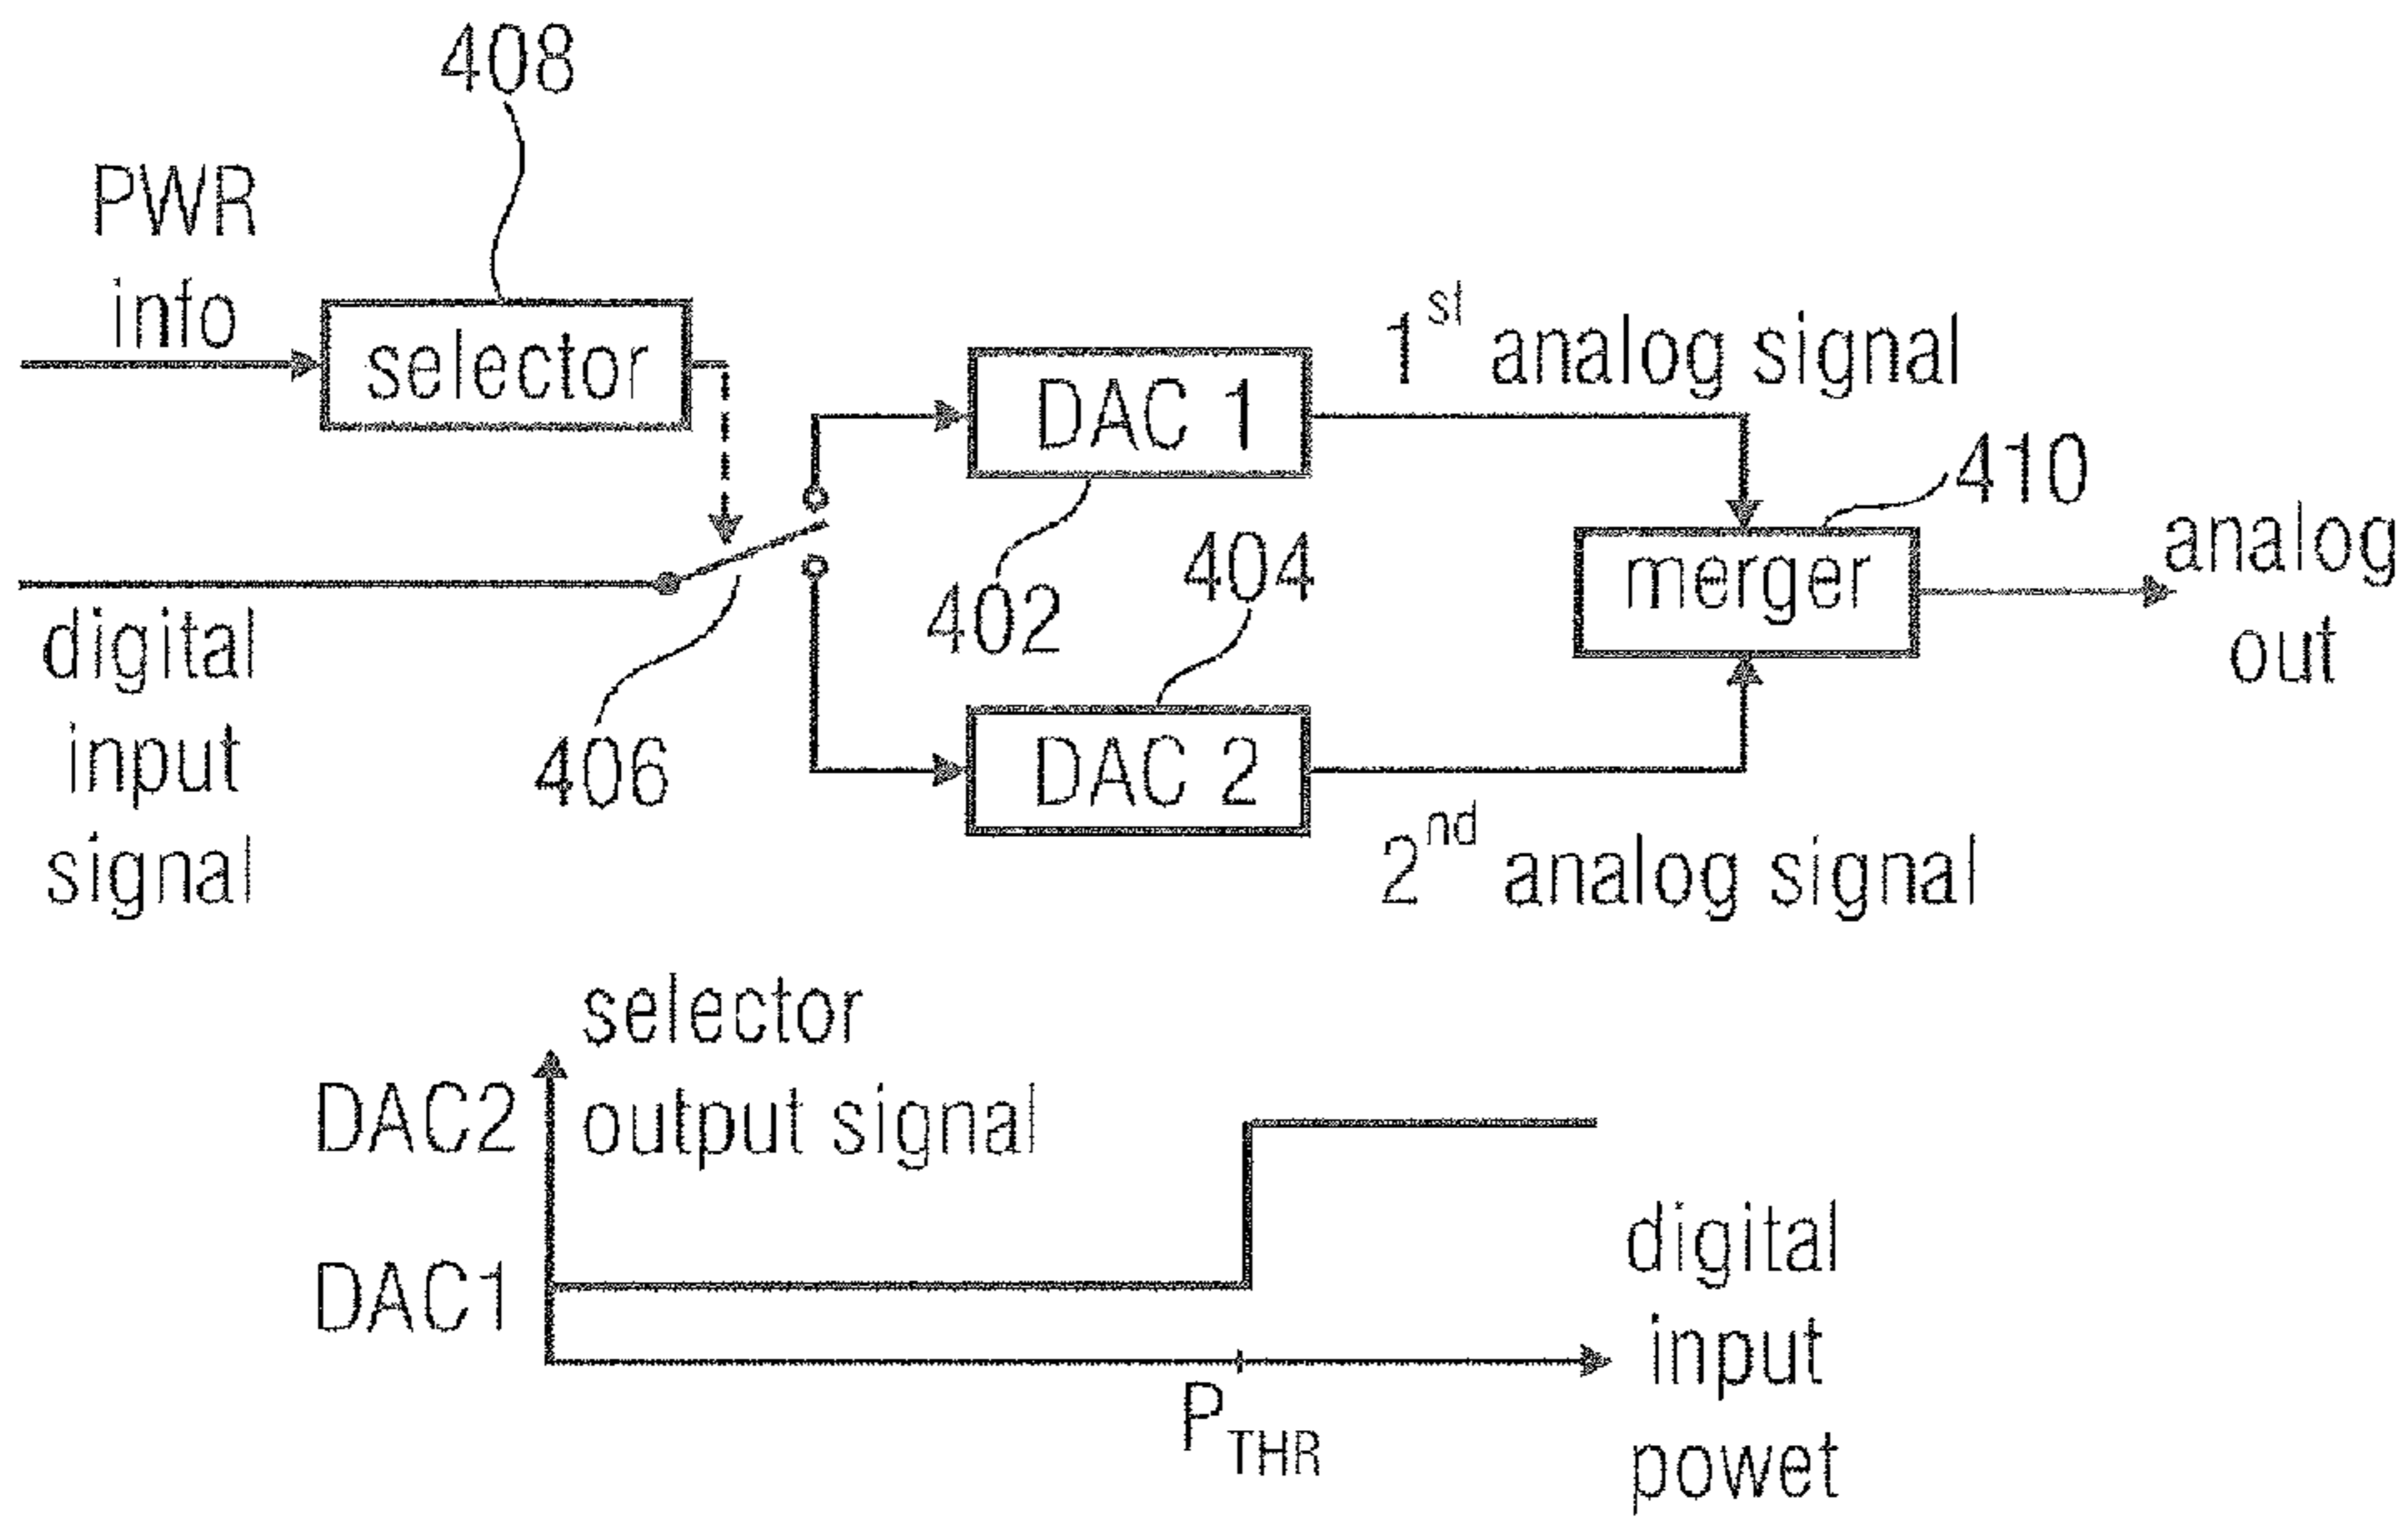 408
PWR
info
selector
DAC 1
1st analog signal
410
merger
analog
out
402
404
digital
input
signal
406
DAC 2
2nd analog signal
selector
output signal
DAC2
DAC1
PTHR
digital
input
powet